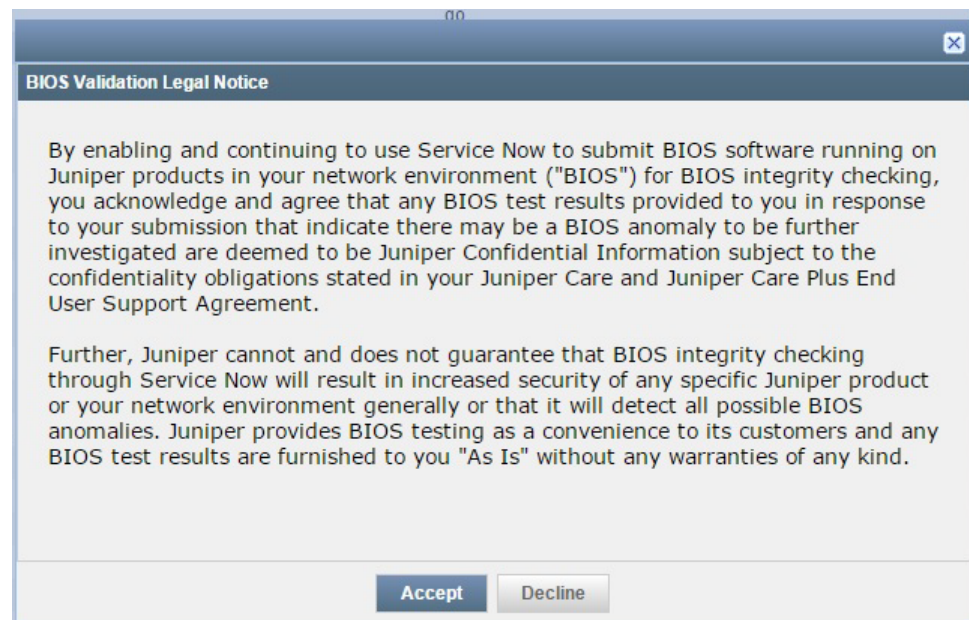 BIOS Validation Legal Notice
By enabling and continuing to use Service Now to submit BIOS software running on
Juniper products in your network environment ("BIOS") for BIOS integrity checking,
you acknowledge and agree that any BIOS test results provided to you in response
to your submission that indicate there may be a BIOS anomaly to be further
investigated are deemed to be Juniper Confidential Information subject to the
confidentiality obligations stated in your Juniper Care and Juniper Care Plus End
User Support Agreement.
Further, Juniper cannot and does not guarantee that BIOS integrity checking
through Service Now will result in increased security of any specific Juniper product
or your network environment generally or that it will detect all possible BIOS
anomalies. Juniper provides BIOS testing as a convenience to its customers and any
BIOS test results are furnished to you "As Is" without any warranties of any kind.
Accept Decline